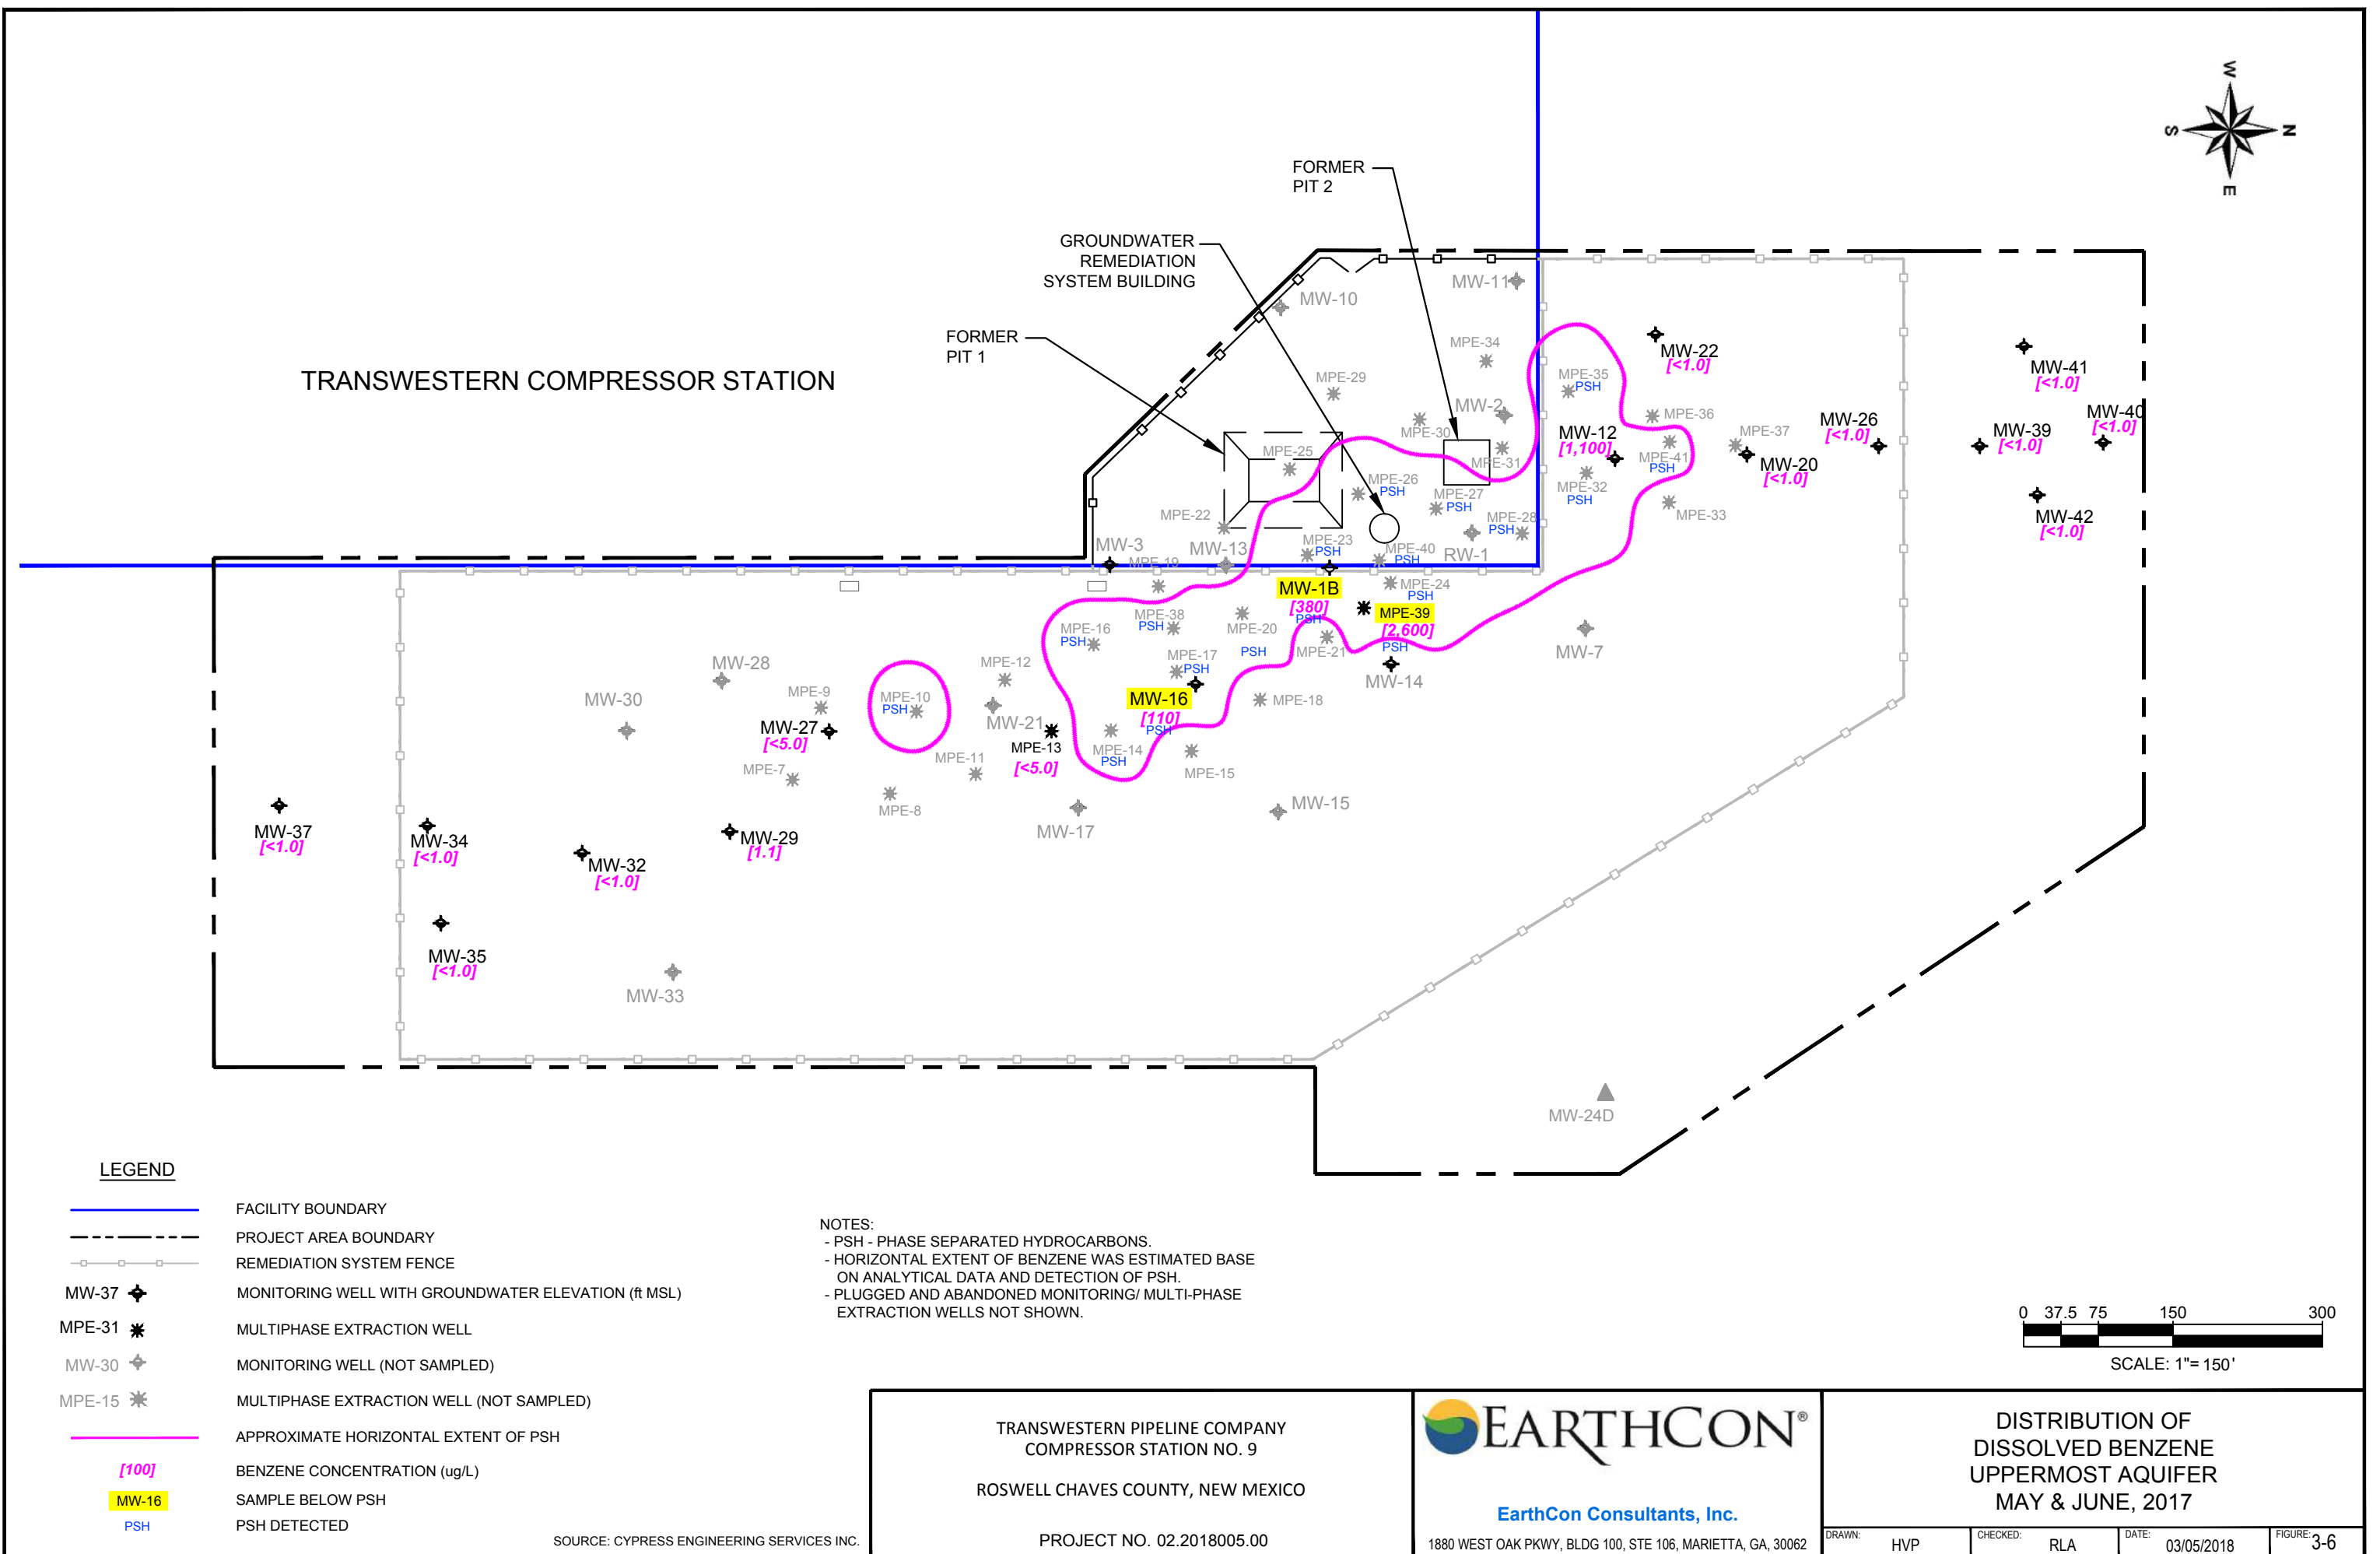 W
S
N
E
FORMER
PIT 2
GROUNDWATER
REMEDIATION
SYSTEM BUILDING
FORMER
PIT 1
TRANSWESTERN COMPRESSOR STATION
MW-10
MW-11
MPE-34
MPE-29
MW-2
MPE-30
MPE-31
MPE-25
MPE-26
PSH
MPE-27
PSH
MPE-28
PSH
MPE-22
MPE-23
PSH
MPE-40
PSH
RW-1
MW-3
MW-13
MPE-19
MPE-35
PSH
MW-22
[<1.0]
MPE-36
MW-12
[1,100]
MPE-41
PSH
MPE-37
MW-20
[<1.0]
MPE-32
PSH
MPE-33
MW-26
[<1.0]
MW-41
[<1.0]
MW-39
[<1.0]
MW-40
[<1.0]
MW-42
[<1.0]
MW-1B
[380]
PSH
MPE-24
PSH
MPE-39
[2,600]
PSH
MPE-38
PSH
MPE-16
PSH
MPE-20
PSH
MPE-21
MPE-17
PSH
MW-14
MW-7
MW-16
[110]
PSH
MPE-18
MPE-14
PSH
MPE-15
MPE-12
MW-21
MPE-13
[<5.0]
MPE-11
MPE-10
PSH
MPE-9
MW-28
MW-30
MW-27
[<5.0]
MPE-7
MPE-8
MW-17
MW-15
MW-37
[<1.0]
MW-34
[<1.0]
MW-32
[<1.0]
MW-29
[1.1]
MW-35
[<1.0]
MW-33
MW-24D
LEGEND
FACILITY BOUNDARY
PROJECT AREA BOUNDARY
REMEDIATION SYSTEM FENCE
MW-37 MONITORING WELL WITH GROUNDWATER ELEVATION (ft MSL)
MPE-31 MULTIPHASE EXTRACTION WELL
MW-30 MONITORING WELL (NOT SAMPLED)
MPE-15 MULTIPHASE EXTRACTION WELL (NOT SAMPLED)
APPROXIMATE HORIZONTAL EXTENT OF PSH
[100] BENZENE CONCENTRATION (ug/L)
MW-16 SAMPLE BELOW PSH
PSH PSH DETECTED
SOURCE: CYPRESS ENGINEERING SERVICES INC.
NOTES:
- PSH - PHASE SEPARATED HYDROCARBONS.
- HORIZONTAL EXTENT OF BENZENE WAS ESTIMATED BASE
ON ANALYTICAL DATA AND DETECTION OF PSH.
- PLUGGED AND ABANDONED MONITORING/ MULTI-PHASE
EXTRACTION WELLS NOT SHOWN.
0 37.5 75 150 300
SCALE: 1"= 150'
TRANSWESTERN PIPELINE COMPANY
COMPRESSOR STATION NO. 9
ROSWELL CHAVES COUNTY, NEW MEXICO
PROJECT NO. 02.2018005.00
EARTHCON®
EarthCon Consultants, Inc.
1880 WEST OAK PKWY, BLDG 100, STE 106, MARIETTA, GA, 30062
DISTRIBUTION OF
DISSOLVED BENZENE
UPPERMOST AQUIFER
MAY & JUNE, 2017
DRAWN: HVP
CHECKED: RLA
DATE: 03/05/2018
FIGURE: 3-6